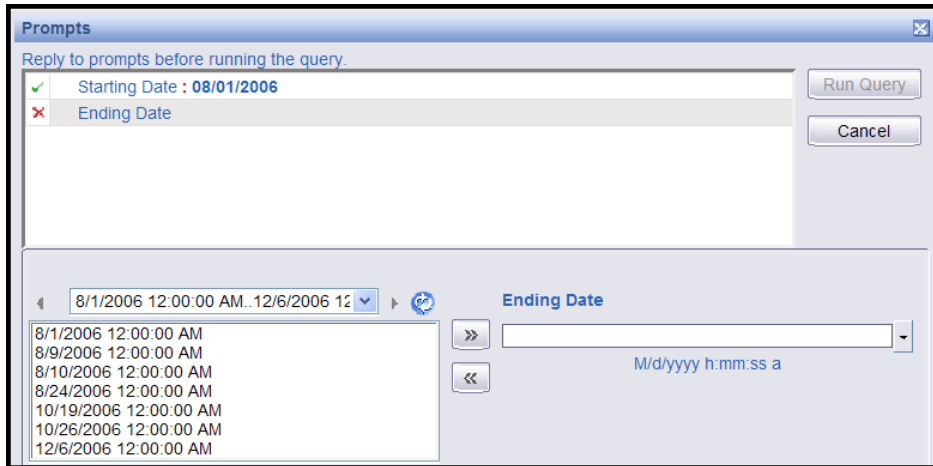 Prompts
Reply to prompts before running the query.
Starting Date : 08/01/2006
Ending Date
Run Query
Cancel
8/1/2006 12:00:00 AM..12/6/2006 12
8/1/2006 12:00:00 AM
8/9/2006 12:00:00 AM
8/10/2006 12:00:00 AM
8/24/2006 12:00:00 AM
10/19/2006 12:00:00 AM
10/26/2006 12:00:00 AM
12/6/2006 12:00:00 AM
>>
<<
Ending Date
M/d/yyyy h:mm:ss a